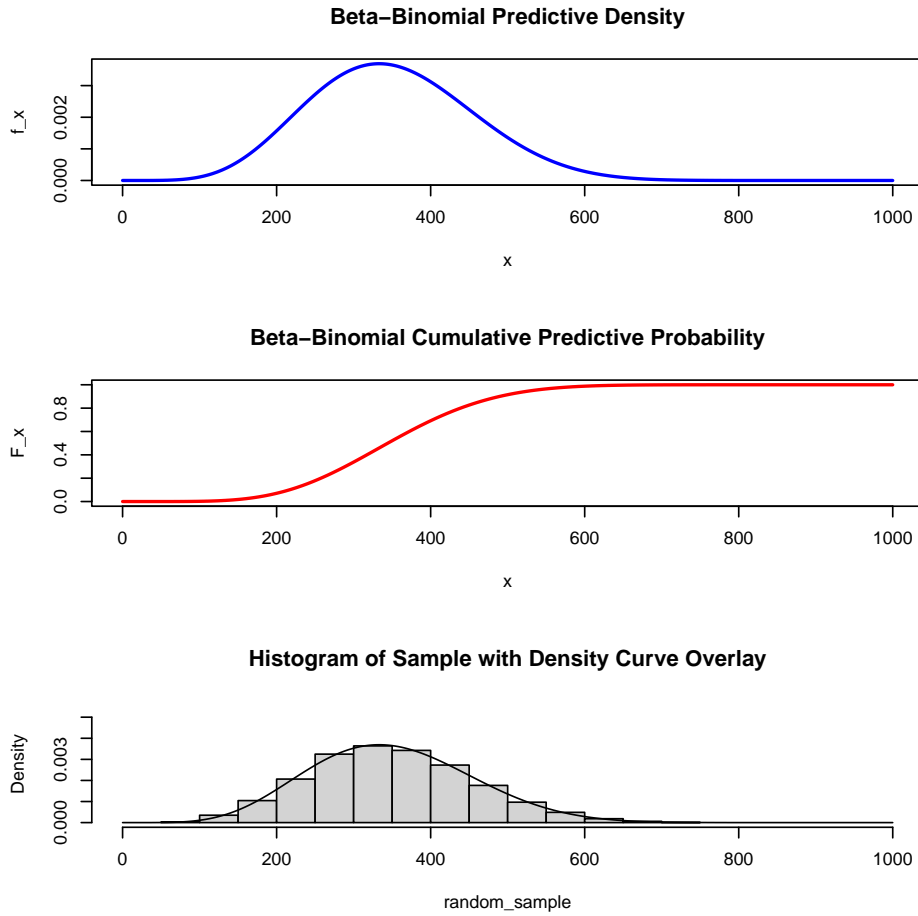 Beta−Binomial Predictive Density
f_x
0.002
0.000
0 200 400 600 800 1000
x
Beta−Binomial Cumulative Predictive Probability
F_x
0.8
0.4
0.0
0 200 400 600 800 1000
x
Histogram of Sample with Density Curve Overlay
Density
0.003
0.000
0 200 400 600 800 1000
random_sample